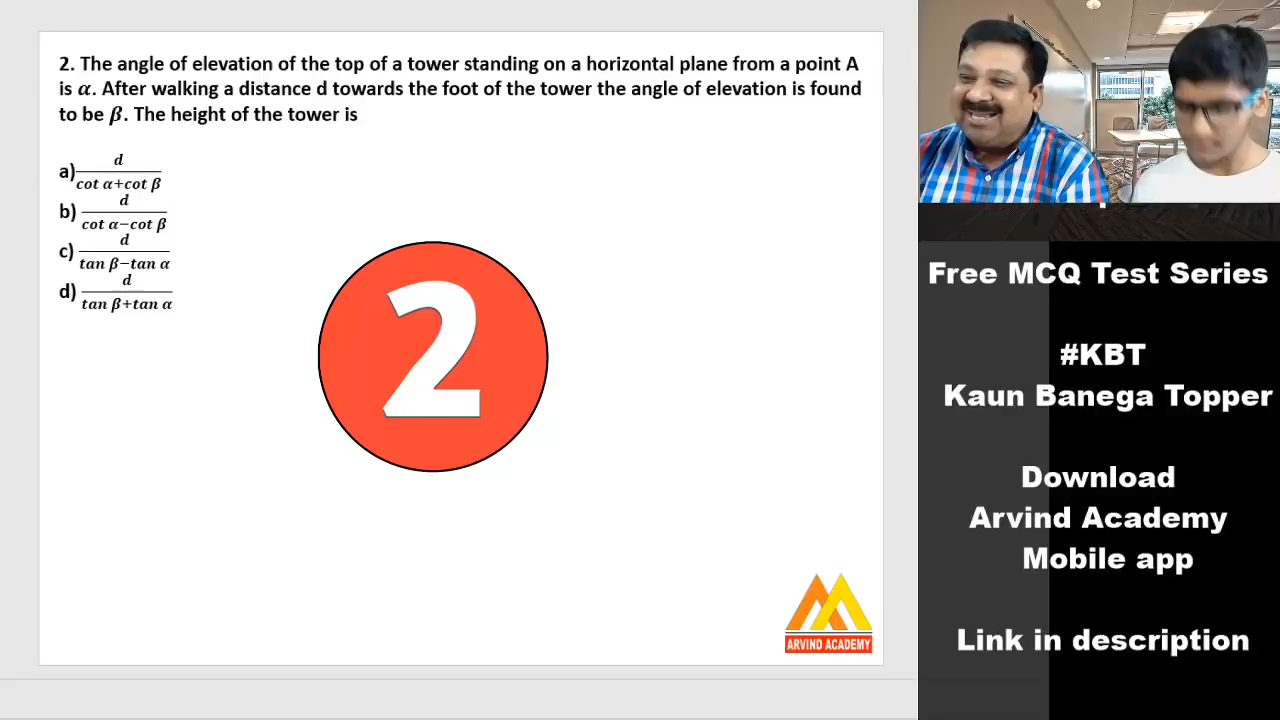 2. The angle of elevation of the top of a tower standing on a horizontal plane from a point A
is α. After walking a distance d towards the foot of the tower the angle of elevation is found
to be β. The height of the tower is
a) d/(cot α+cot β)
b) d/(cot α−cot β)
c) d/(tan β−tan α)
d) d/(tan β+tan α)
2
ARVIND ACADEMY
Free MCQ Test Series
#KBT
Kaun Banega Topper
Download
Arvind Academy
Mobile app
Link in description